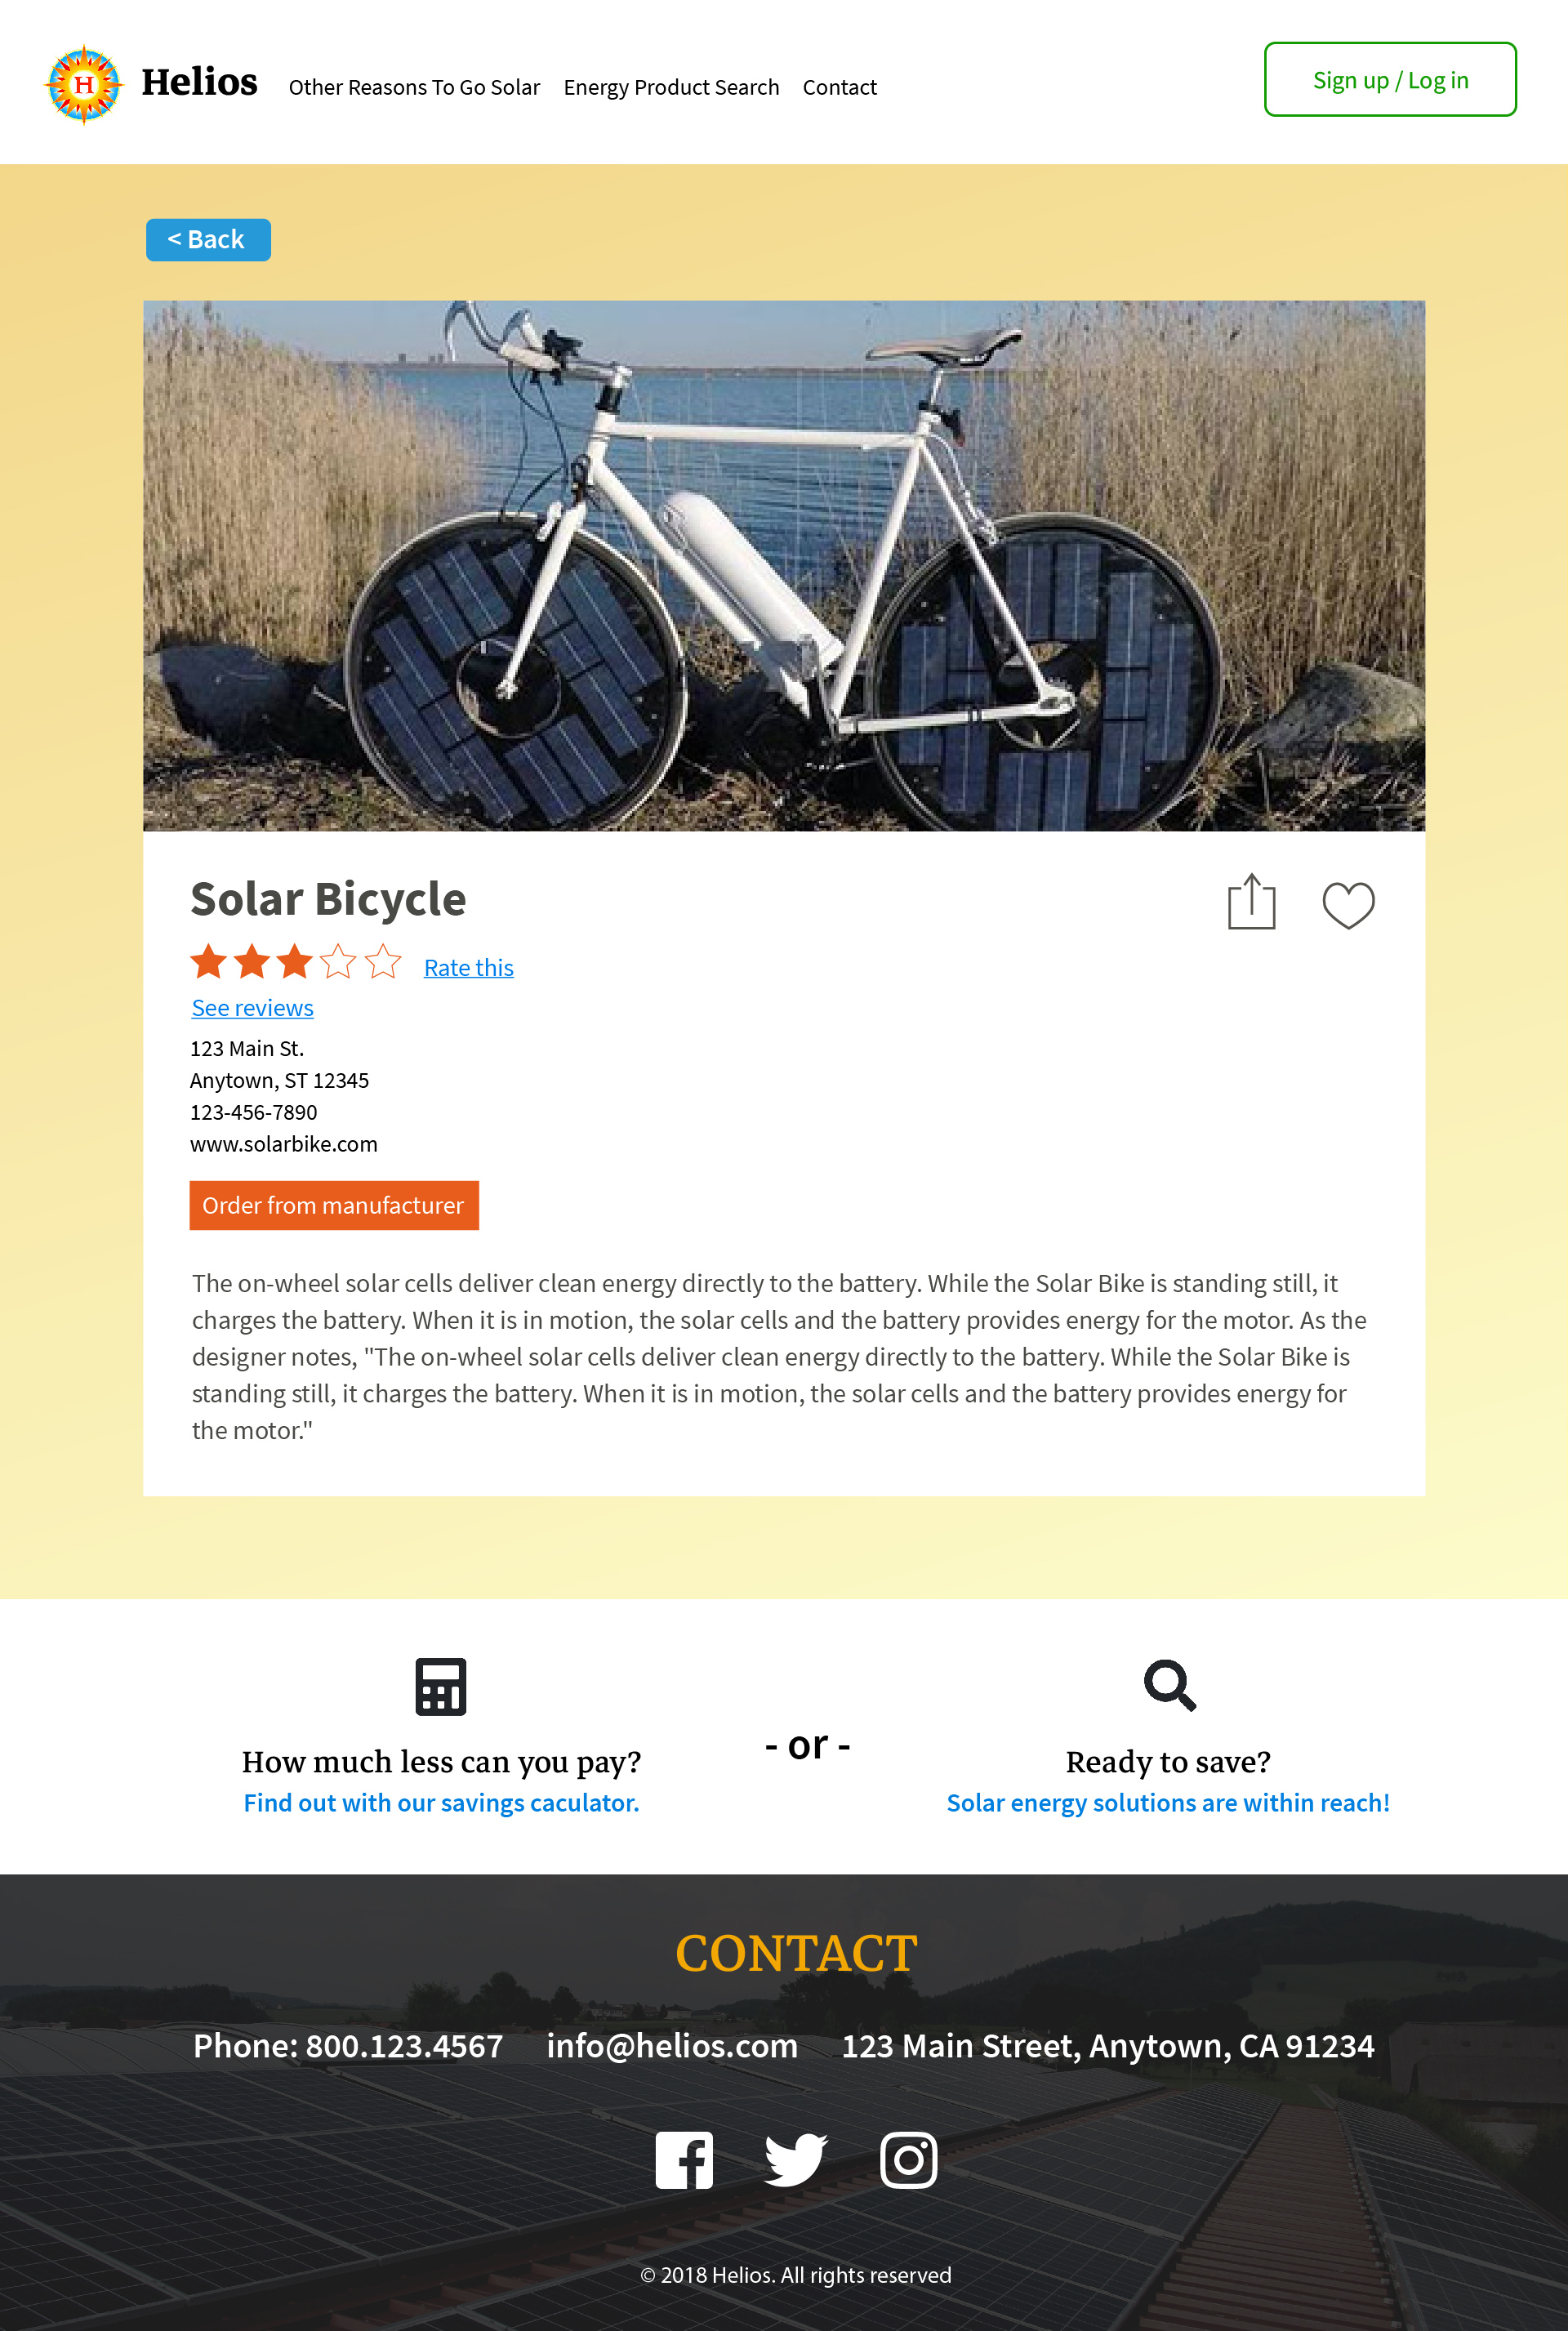 H
Helios
Other Reasons To Go Solar Energy Product Search Contact
Sign up / Log in
< Back
Solar Bicycle
Rate this
See reviews
123 Main St.
Anytown, ST 12345
123-456-7890
www.solarbike.com
Order from manufacturer
The on-wheel solar cells deliver clean energy directly to the battery. While the Solar Bike is standing still, it
charges the battery. When it is in motion, the solar cells and the battery provides energy for the motor. As the
designer notes, "The on-wheel solar cells deliver clean energy directly to the battery. While the Solar Bike is
standing still, it charges the battery. When it is in motion, the solar cells and the battery provides energy for
the motor."
How much less can you pay?
Find out with our savings caculator.
- or -
Ready to save?
Solar energy solutions are within reach!
CONTACT
Phone: 800.123.4567 info@helios.com 123 Main Street, Anytown, CA 91234
© 2018 Helios. All rights reserved